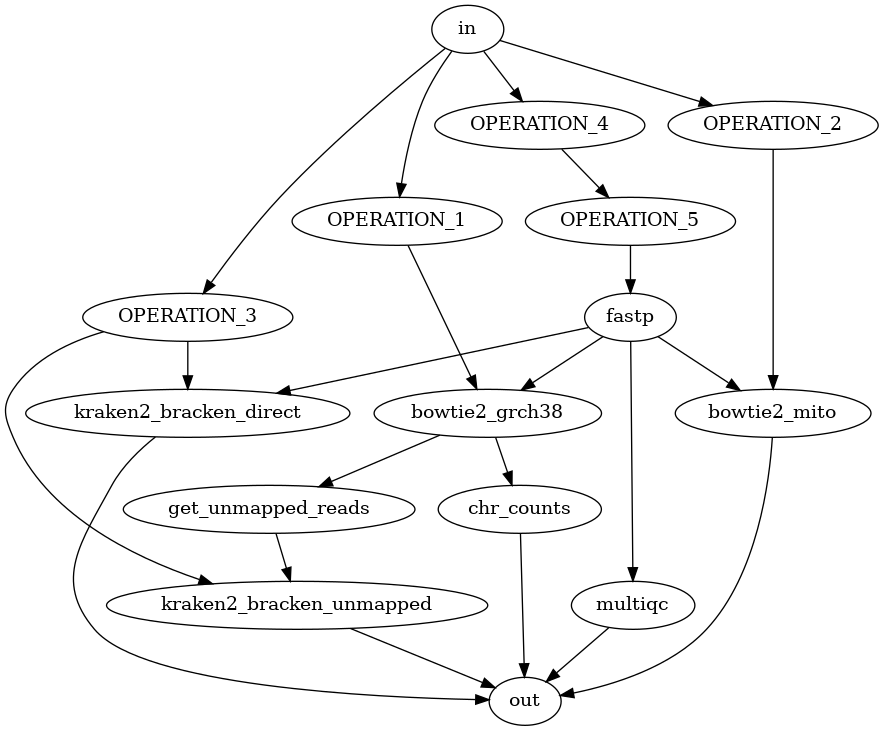 in
OPERATION_4
OPERATION_2
OPERATION_1
OPERATION_5
OPERATION_3
fastp
kraken2_bracken_direct
bowtie2_grch38
bowtie2_mito
get_unmapped_reads
chr_counts
kraken2_bracken_unmapped
multiqc
out